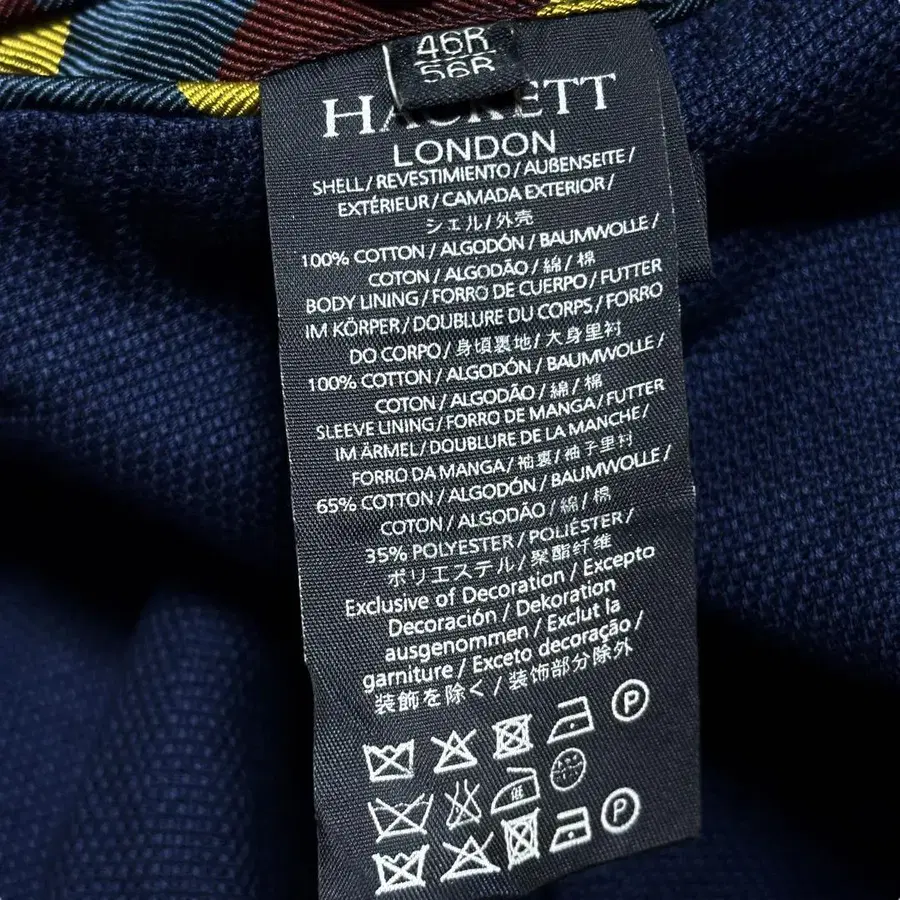 46R
56R
HACKETT
LONDON
SHELL / REVESTIMIENTO / AUßENSEITE /
EXTÉRIEUR / CAMADA EXTERIOR /
シェル / 外壳
100% COTTON / ALGODÓN / BAUMWOLLE /
COTON / ALGODÃO / 綿 / 棉
BODY LINING / FORRO DE CUERPO / FUTTER
IM KÖRPER / DOUBLURE DU CORPS / FORRO
DO CORPO / 身頃裏地 / 大身里衬
100% COTTON / ALGODÓN / BAUMWOLLE /
COTON / ALGODÃO / 綿 / 棉
SLEEVE LINING / FORRO DE MANGA / FUTTER
IM ÄRMEL / DOUBLURE DE LA MANCHE /
FORRO DA MANGA / 袖裏 / 袖子里衬
65% COTTON / ALGODÓN / BAUMWOLLE /
COTON / ALGODÃO / 綿 / 棉
35% POLYESTER / POLIÉSTER /
ポリエステル / 聚酯纤维
Exclusive of Decoration / Excepto
Decoración / Dekoration
ausgenommen / Exclut la
garniture / Exceto decoração /
装飾を除く / 装饰部分除外
P
P